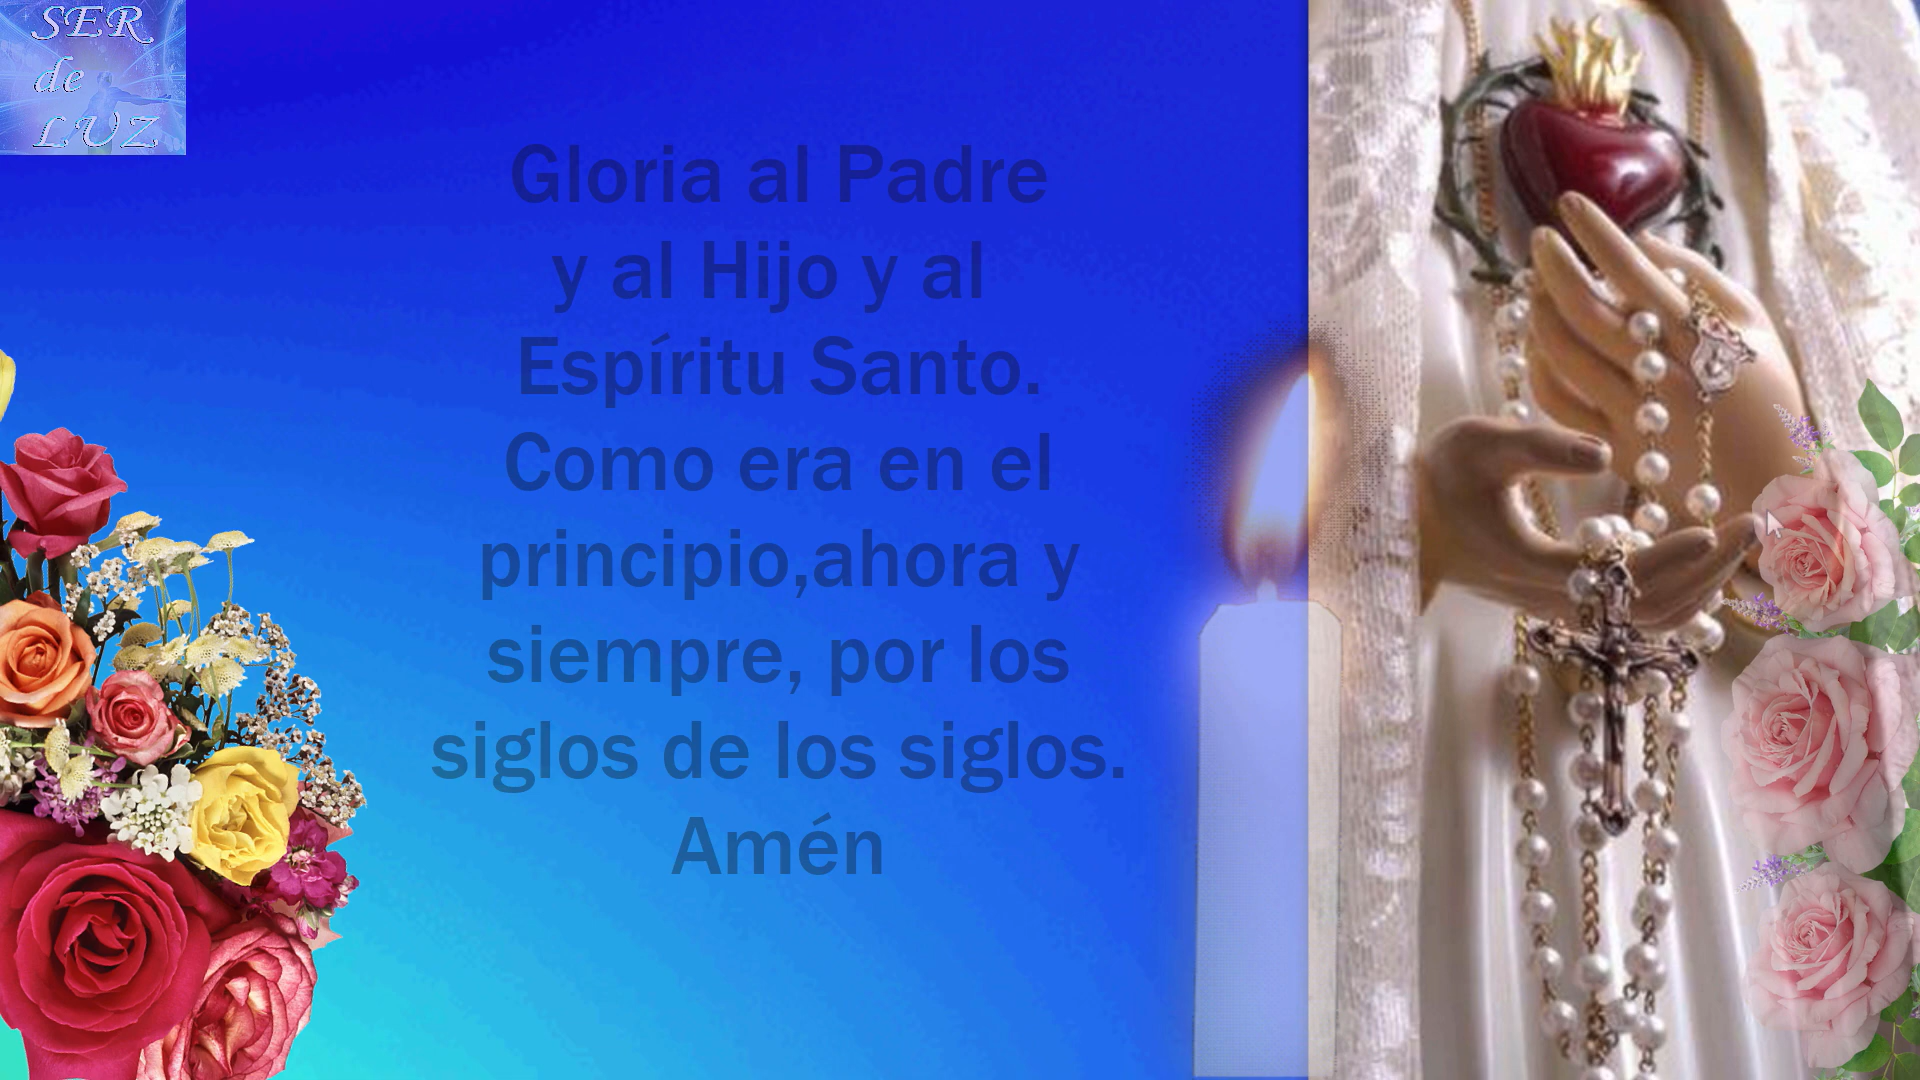 SER
de
LUZ
Gloria al Padre
y al Hijo y al
Espíritu Santo.
Como era en el
principio,ahora y
siempre, por los
siglos de los siglos.
Amén